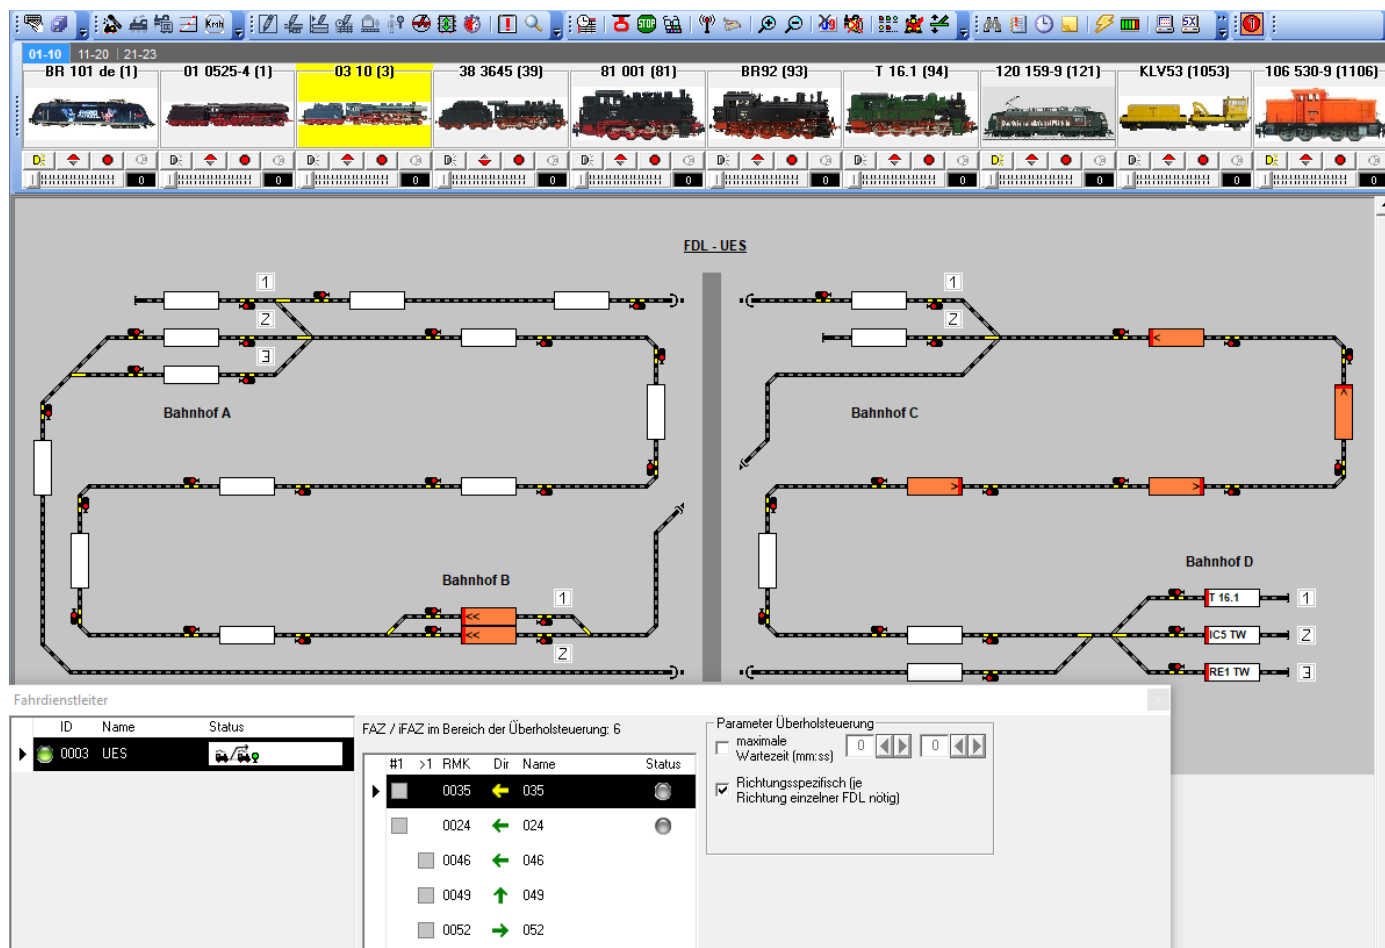 Kmh STOP SX 1
01-10 11-20 21-23
BR 101 de (1) 01 0525-4 (1) 03 10 (3) 38 3645 (39) 81 001 (81) BR92 (93) T 16.1 (94) 120 159-9 (121) KLV53 (1053) 106 530-9 (1106)
D D D D D D D D D D
0 0 0 0 0 0 0 0 0 0
FDL - UES
1 1
2 2
<
3
Bahnhof A Bahnhof C
^
> >
Bahnhof D
Bahnhof B
1 T 16.1 1
<<
<< IC5 TW 2
2
RE1 TW 3
Fahrdienstleiter x
ID Name Status
0003 UES
FAZ / iFAZ im Bereich der Überholsteuerung: 6
#1 >1 RMK Dir Name Status
0035 035
0024 024
0046 046
0049 049
0052 052
Parameter Überholsteuerung
maximale
Wartezeit (mm:ss) 0 0
Richtungsspezifisch (je
Richtung einzelner FDL nötig)